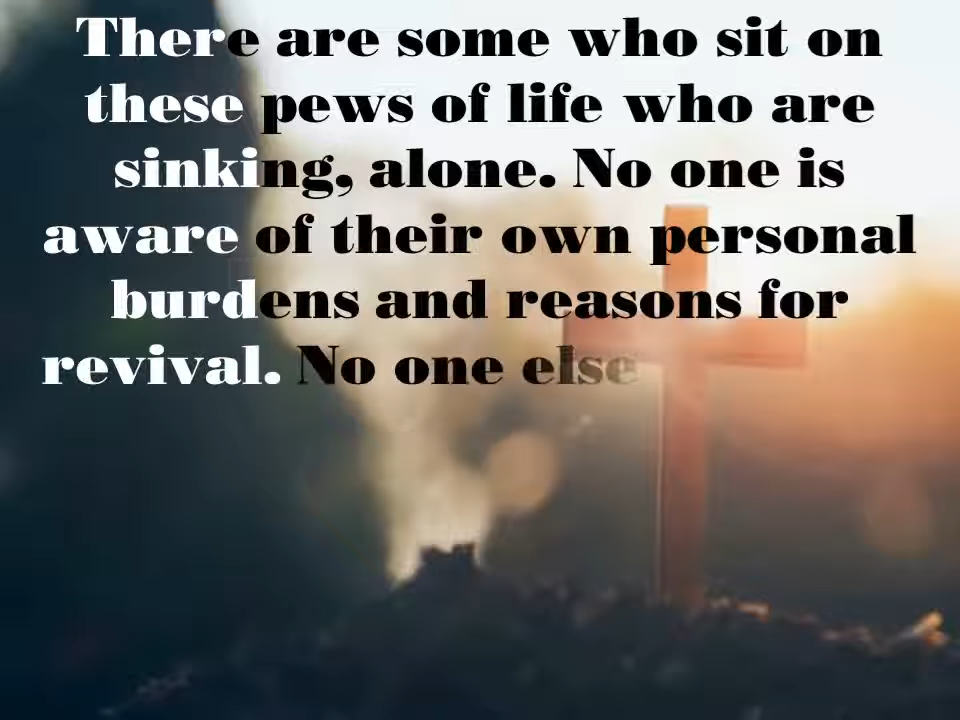 There are some who sit on
these pews of life who are
sinking, alone. No one is
aware of their own personal
burdens and reasons for
revival. No one else